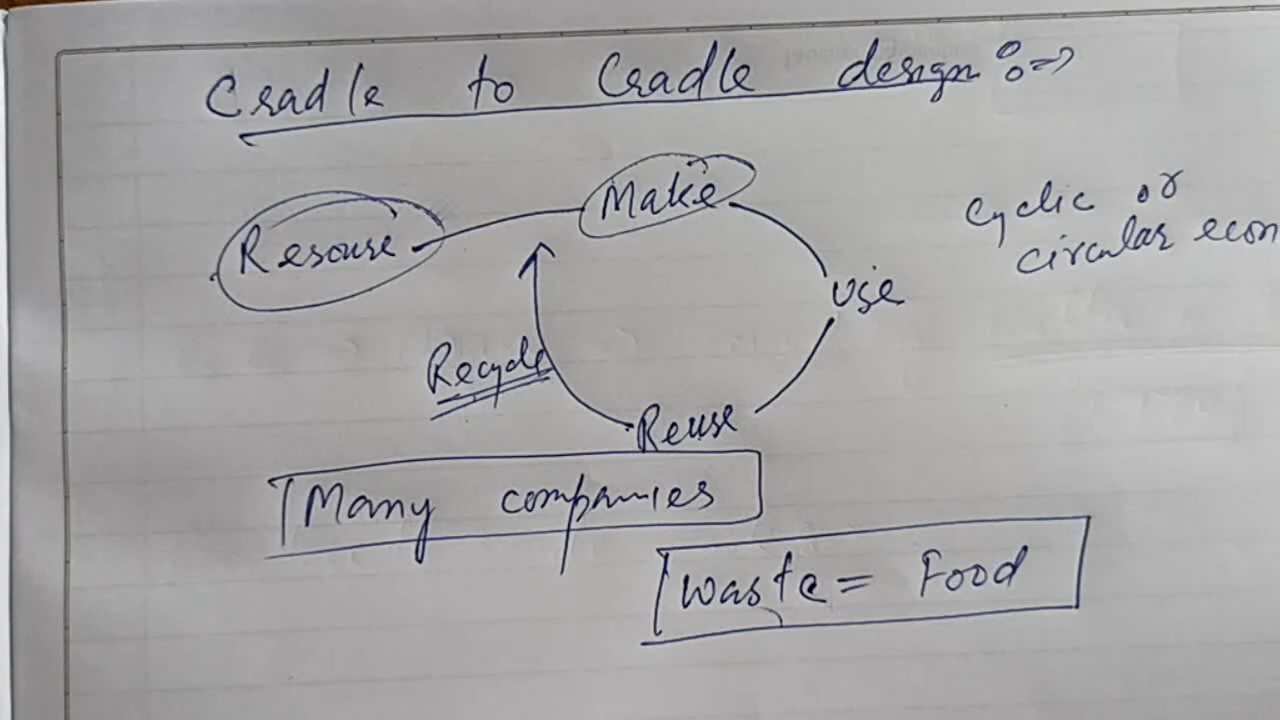 Cradle to Cradle design :=>
Resourse
Make
cyclic or
circular econ
use
Recycle
Reuse
Many companies
waste = Food